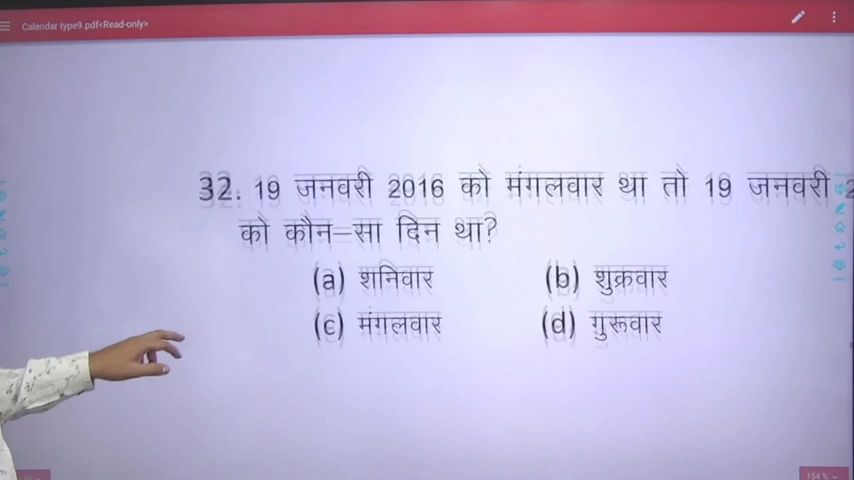 Calendar type9.pdf<Read-only>
32. 19 जनवरी 2016 को मंगलवार था तो 19 जनवरी
को कौन=सा दिन था?
(a) शनिवार (b) शुक्रवार
(c) मंगलवार (d) गुरूवार
154 %